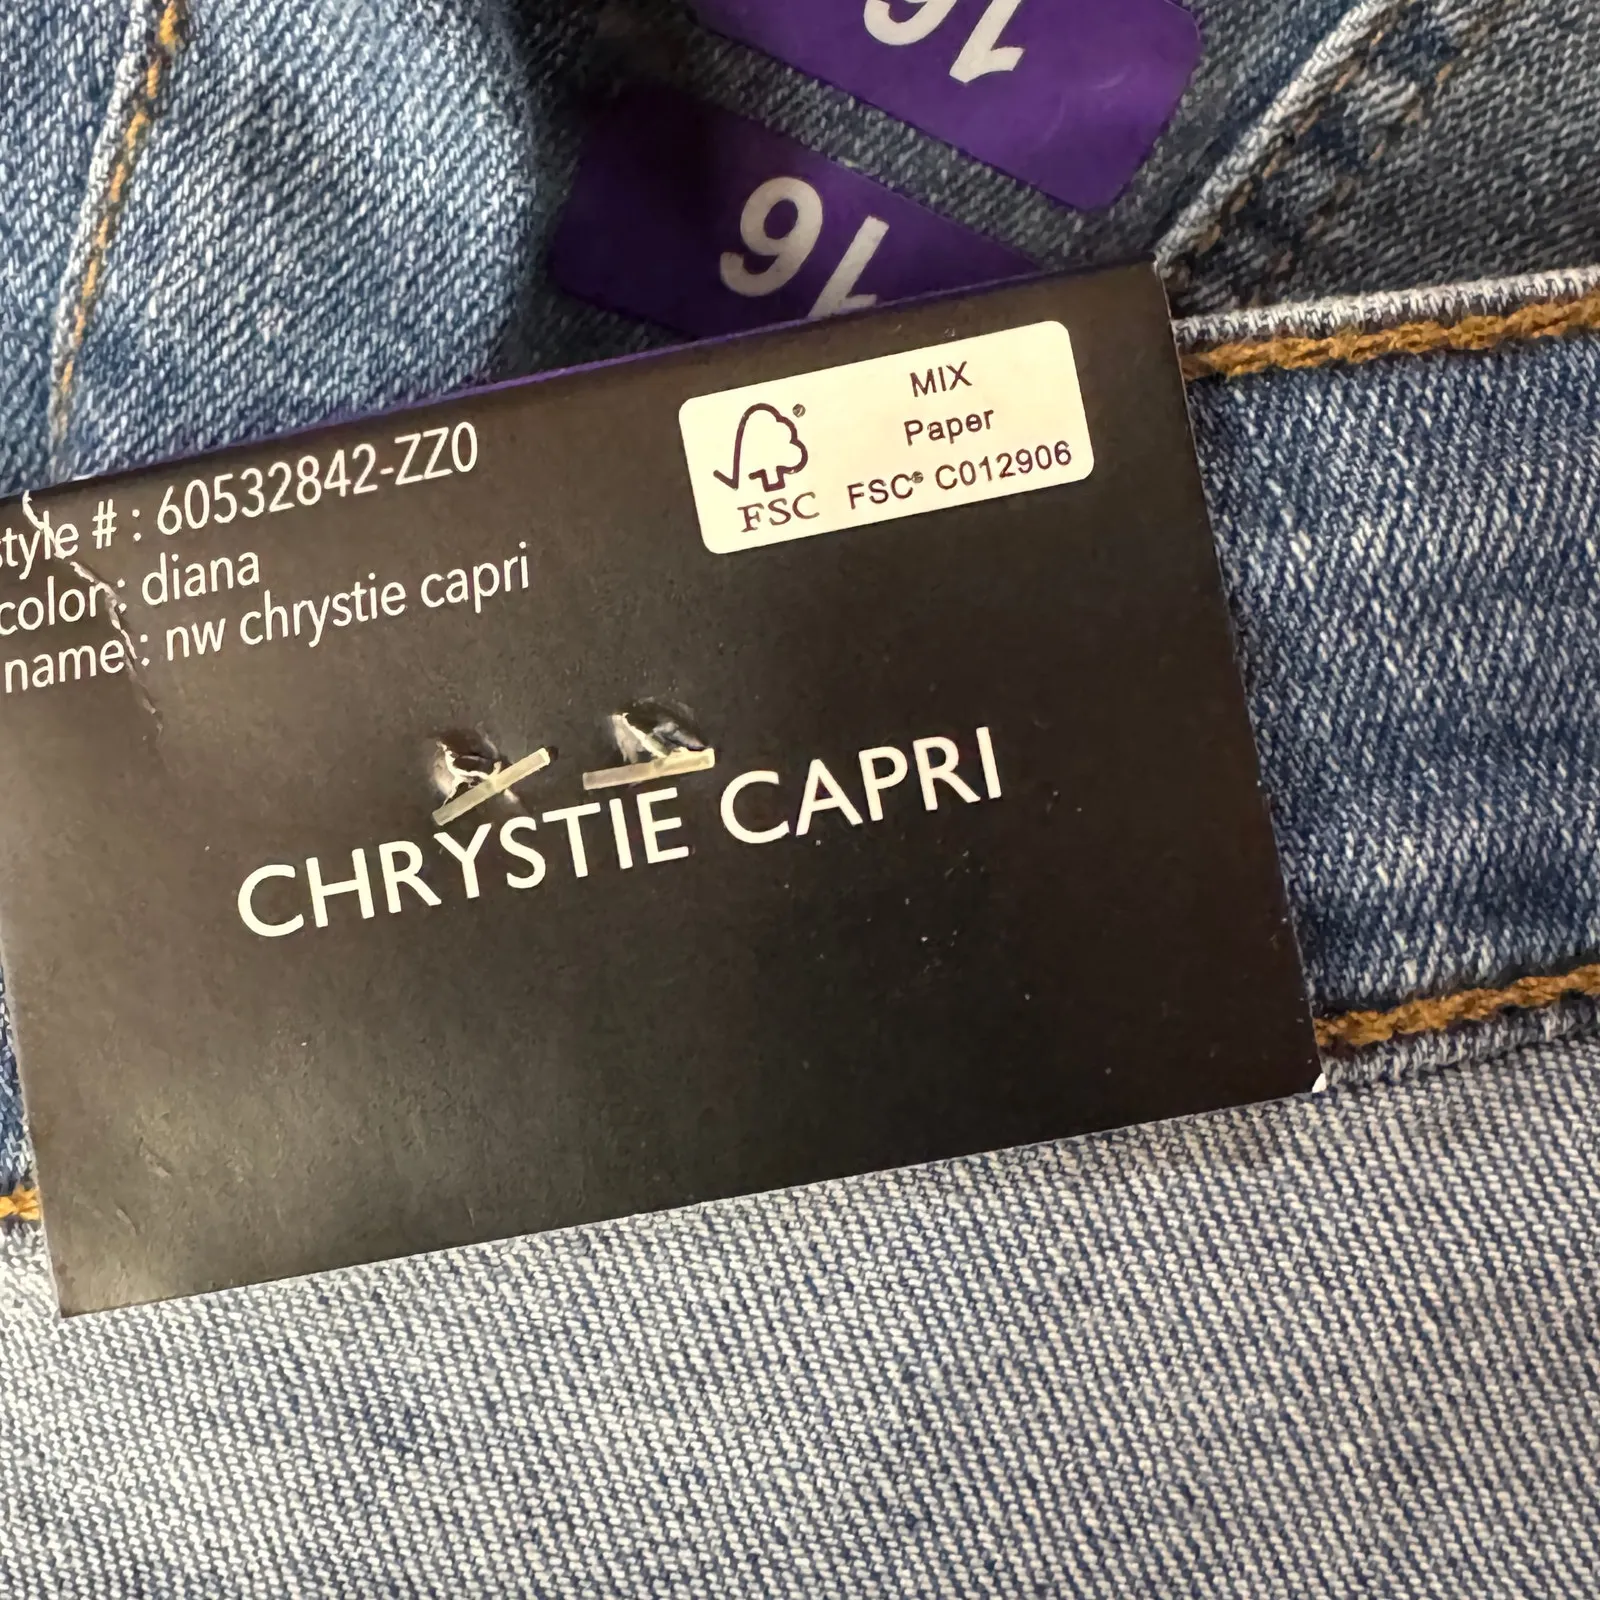 16
16
style # : 60532842-ZZ0
color : diana
name : nw chrystie capri
MIX
Paper
FSC® C012906
FSC
CHRYSTIE CAPRI